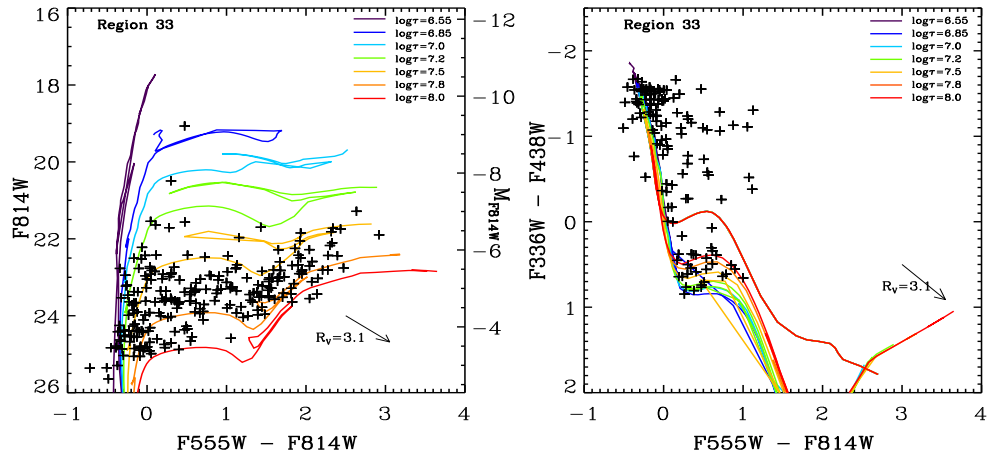 Region 33
logτ=6.55
logτ=6.85
logτ=7.0
logτ=7.2
logτ=7.5
logτ=7.8
logτ=8.0
16
18
20
22
24
26
F814W
−12
−10
−8
−6
−4
M_F814W
R_V=3.1
−1 0 1 2 3 4
F555W − F814W
Region 33
logτ=6.55
logτ=6.85
logτ=7.0
logτ=7.2
logτ=7.5
logτ=7.8
logτ=8.0
−2
−1
0
1
2
F336W − F438W
R_V=3.1
−1 0 1 2 3 4
F555W − F814W